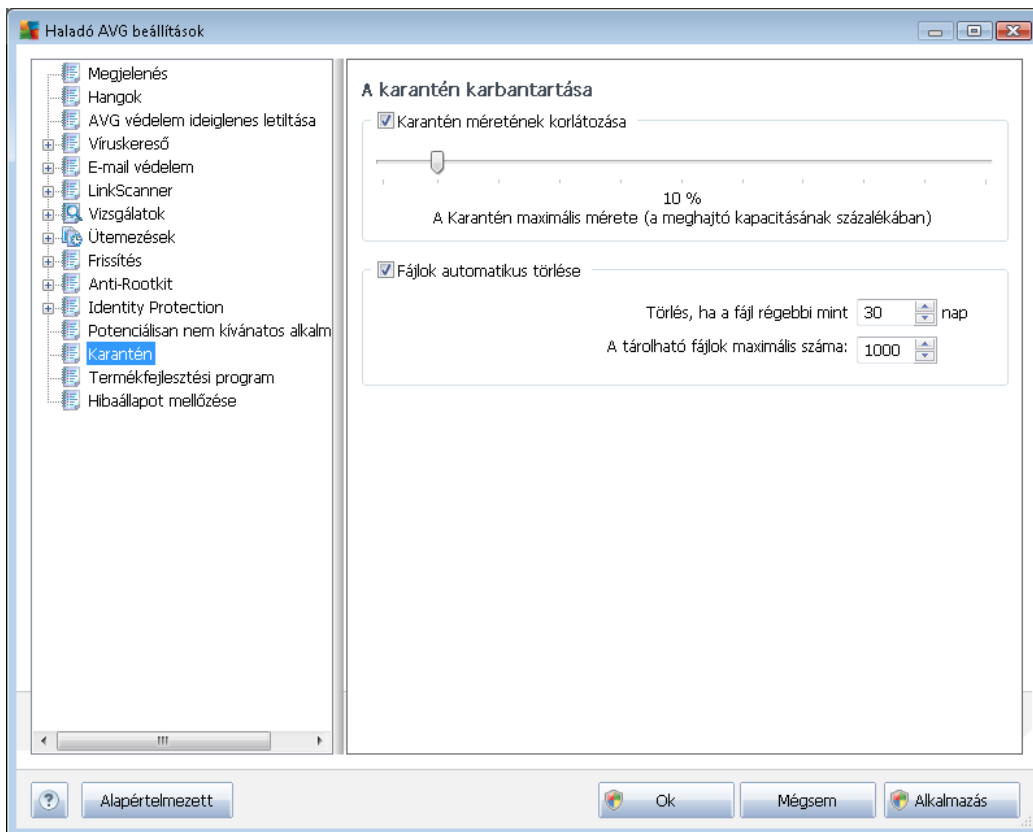 Haladó AVG beállítások
Megjelenés
Hangok
AVG védelem ideiglenes letiltása
Víruskereső
E-mail védelem
LinkScanner
Vizsgálatok
Ütemezések
Frissítés
Anti-Rootkit
Identity Protection
Potenciálisan nem kívánatos alkalm
Karantén
Termékfejlesztési program
Hibaállapot mellőzése
A karantén karbantartása
Karantén méretének korlátozása
10 %
A Karantén maximális mérete (a meghajtó kapacitásának százalékában)
Fájlok automatikus törlése
Törlés, ha a fájl régebbi mint 30 nap
A tárolható fájlok maximális száma: 1000
? Alapértelmezett Ok Mégsem Alkalmazás